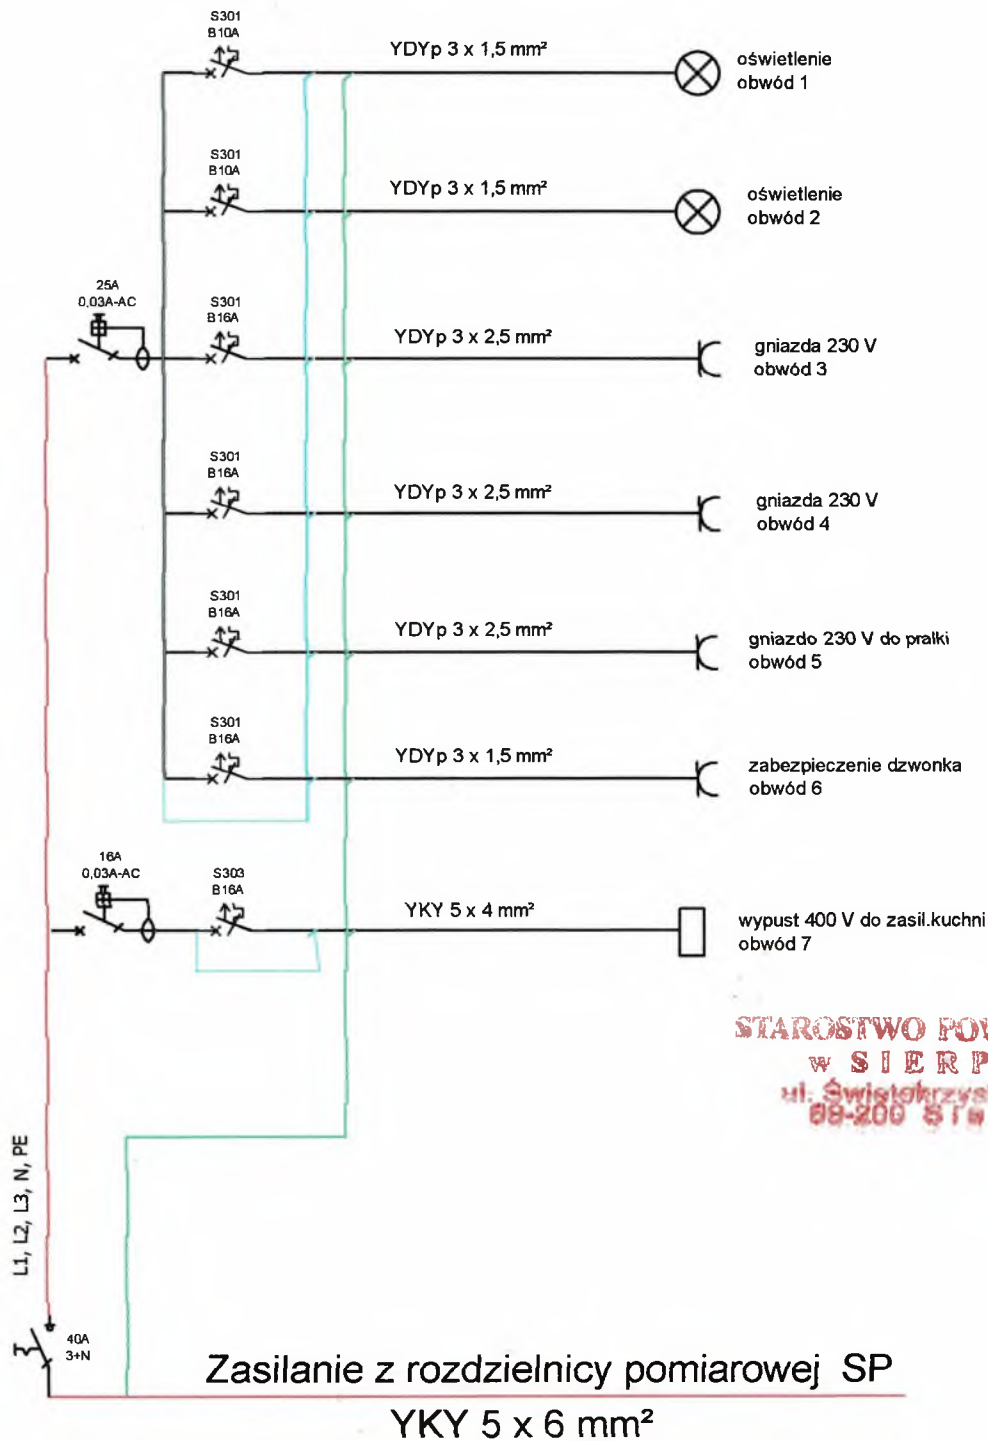 S301
B10A
YDYp 3 x 1,5 mm²
oświetlenie
obwód 1
S301
B10A
YDYp 3 x 1,5 mm²
oświetlenie
obwód 2
25A
0,03A-AC
S301
B16A
YDYp 3 x 2,5 mm²
gniazda 230 V
obwód 3
S301
B16A
YDYp 3 x 2,5 mm²
gniazda 230 V
obwód 4
S301
B16A
YDYp 3 x 2,5 mm²
gniazdo 230 V do pralki
obwód 5
S301
B16A
YDYp 3 x 1,5 mm²
zabezpieczenie dzwonka
obwód 6
16A
0,03A-AC
S303
B16A
YKY 5 x 4 mm²
wypust 400 V do zasil.kuchni
obwód 7
STAROSTWO
w SIERP
ul.
L1, L2, L3, N, PE
40A
3+N
Zasilanie z rozdzielnicy pomiarowej SP
YKY 5 x 6 mm²